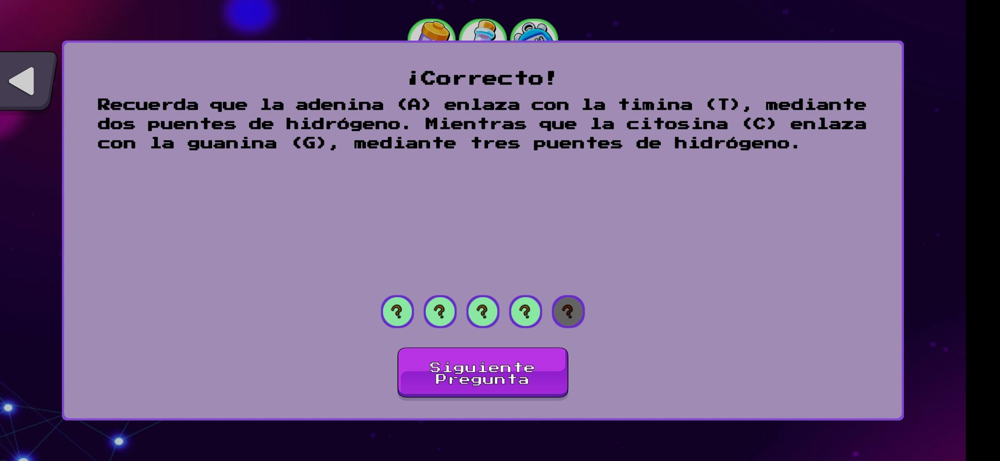 ¡Correcto!
Recuerda que la adenina (A) enlaza con la timina (T), mediante
dos puentes de hidrógeno. Mientras que la citosina (C) enlaza
con la guanina (G), mediante tres puentes de hidrógeno.
? ? ? ? ?
Siguiente
Pregunta